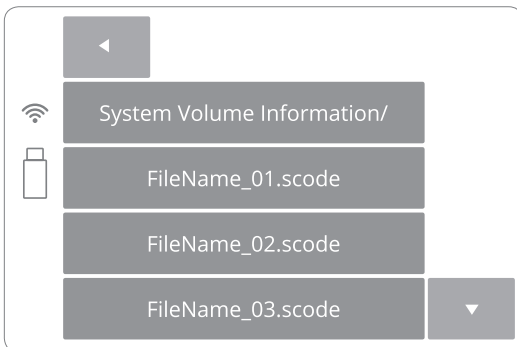 System Volume Information/
FileName_01.scode
FileName_02.scode
FileName_03.scode